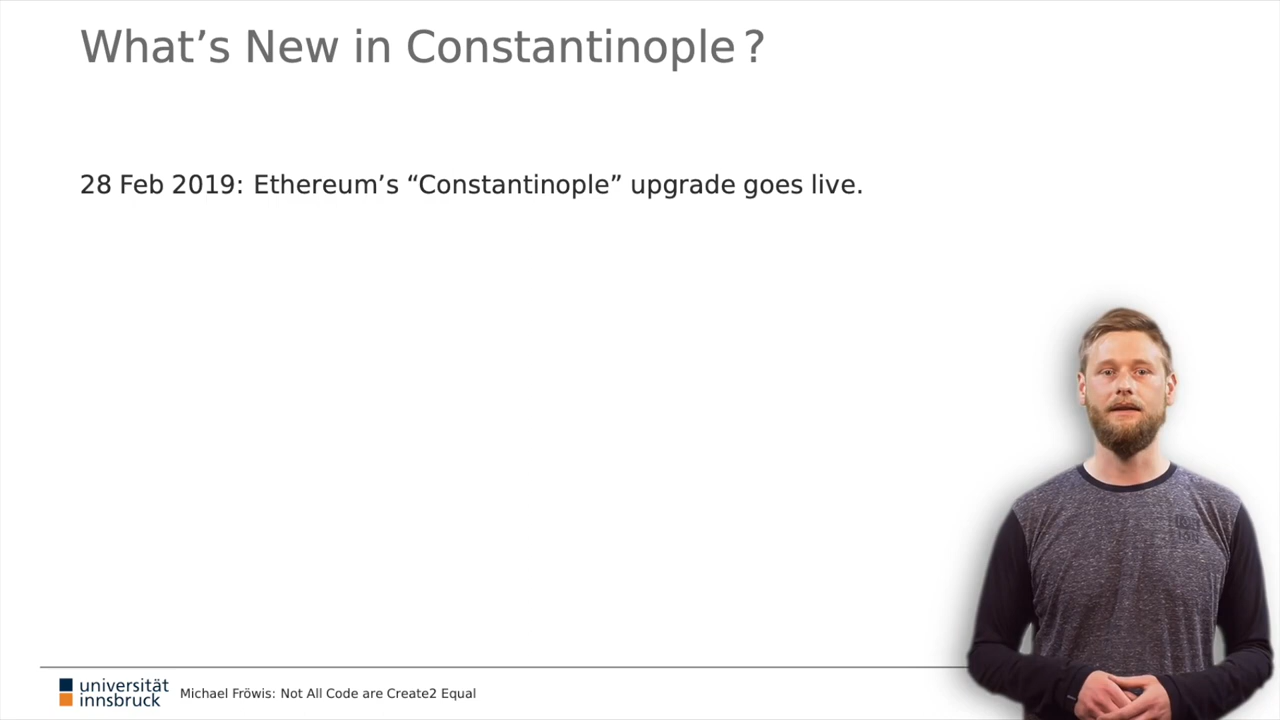 What’s New in Constantinople ?
28 Feb 2019: Ethereum’s “Constantinople” upgrade goes live.
universität
innsbruck
Michael Fröwis: Not All Code are Create2 Equal